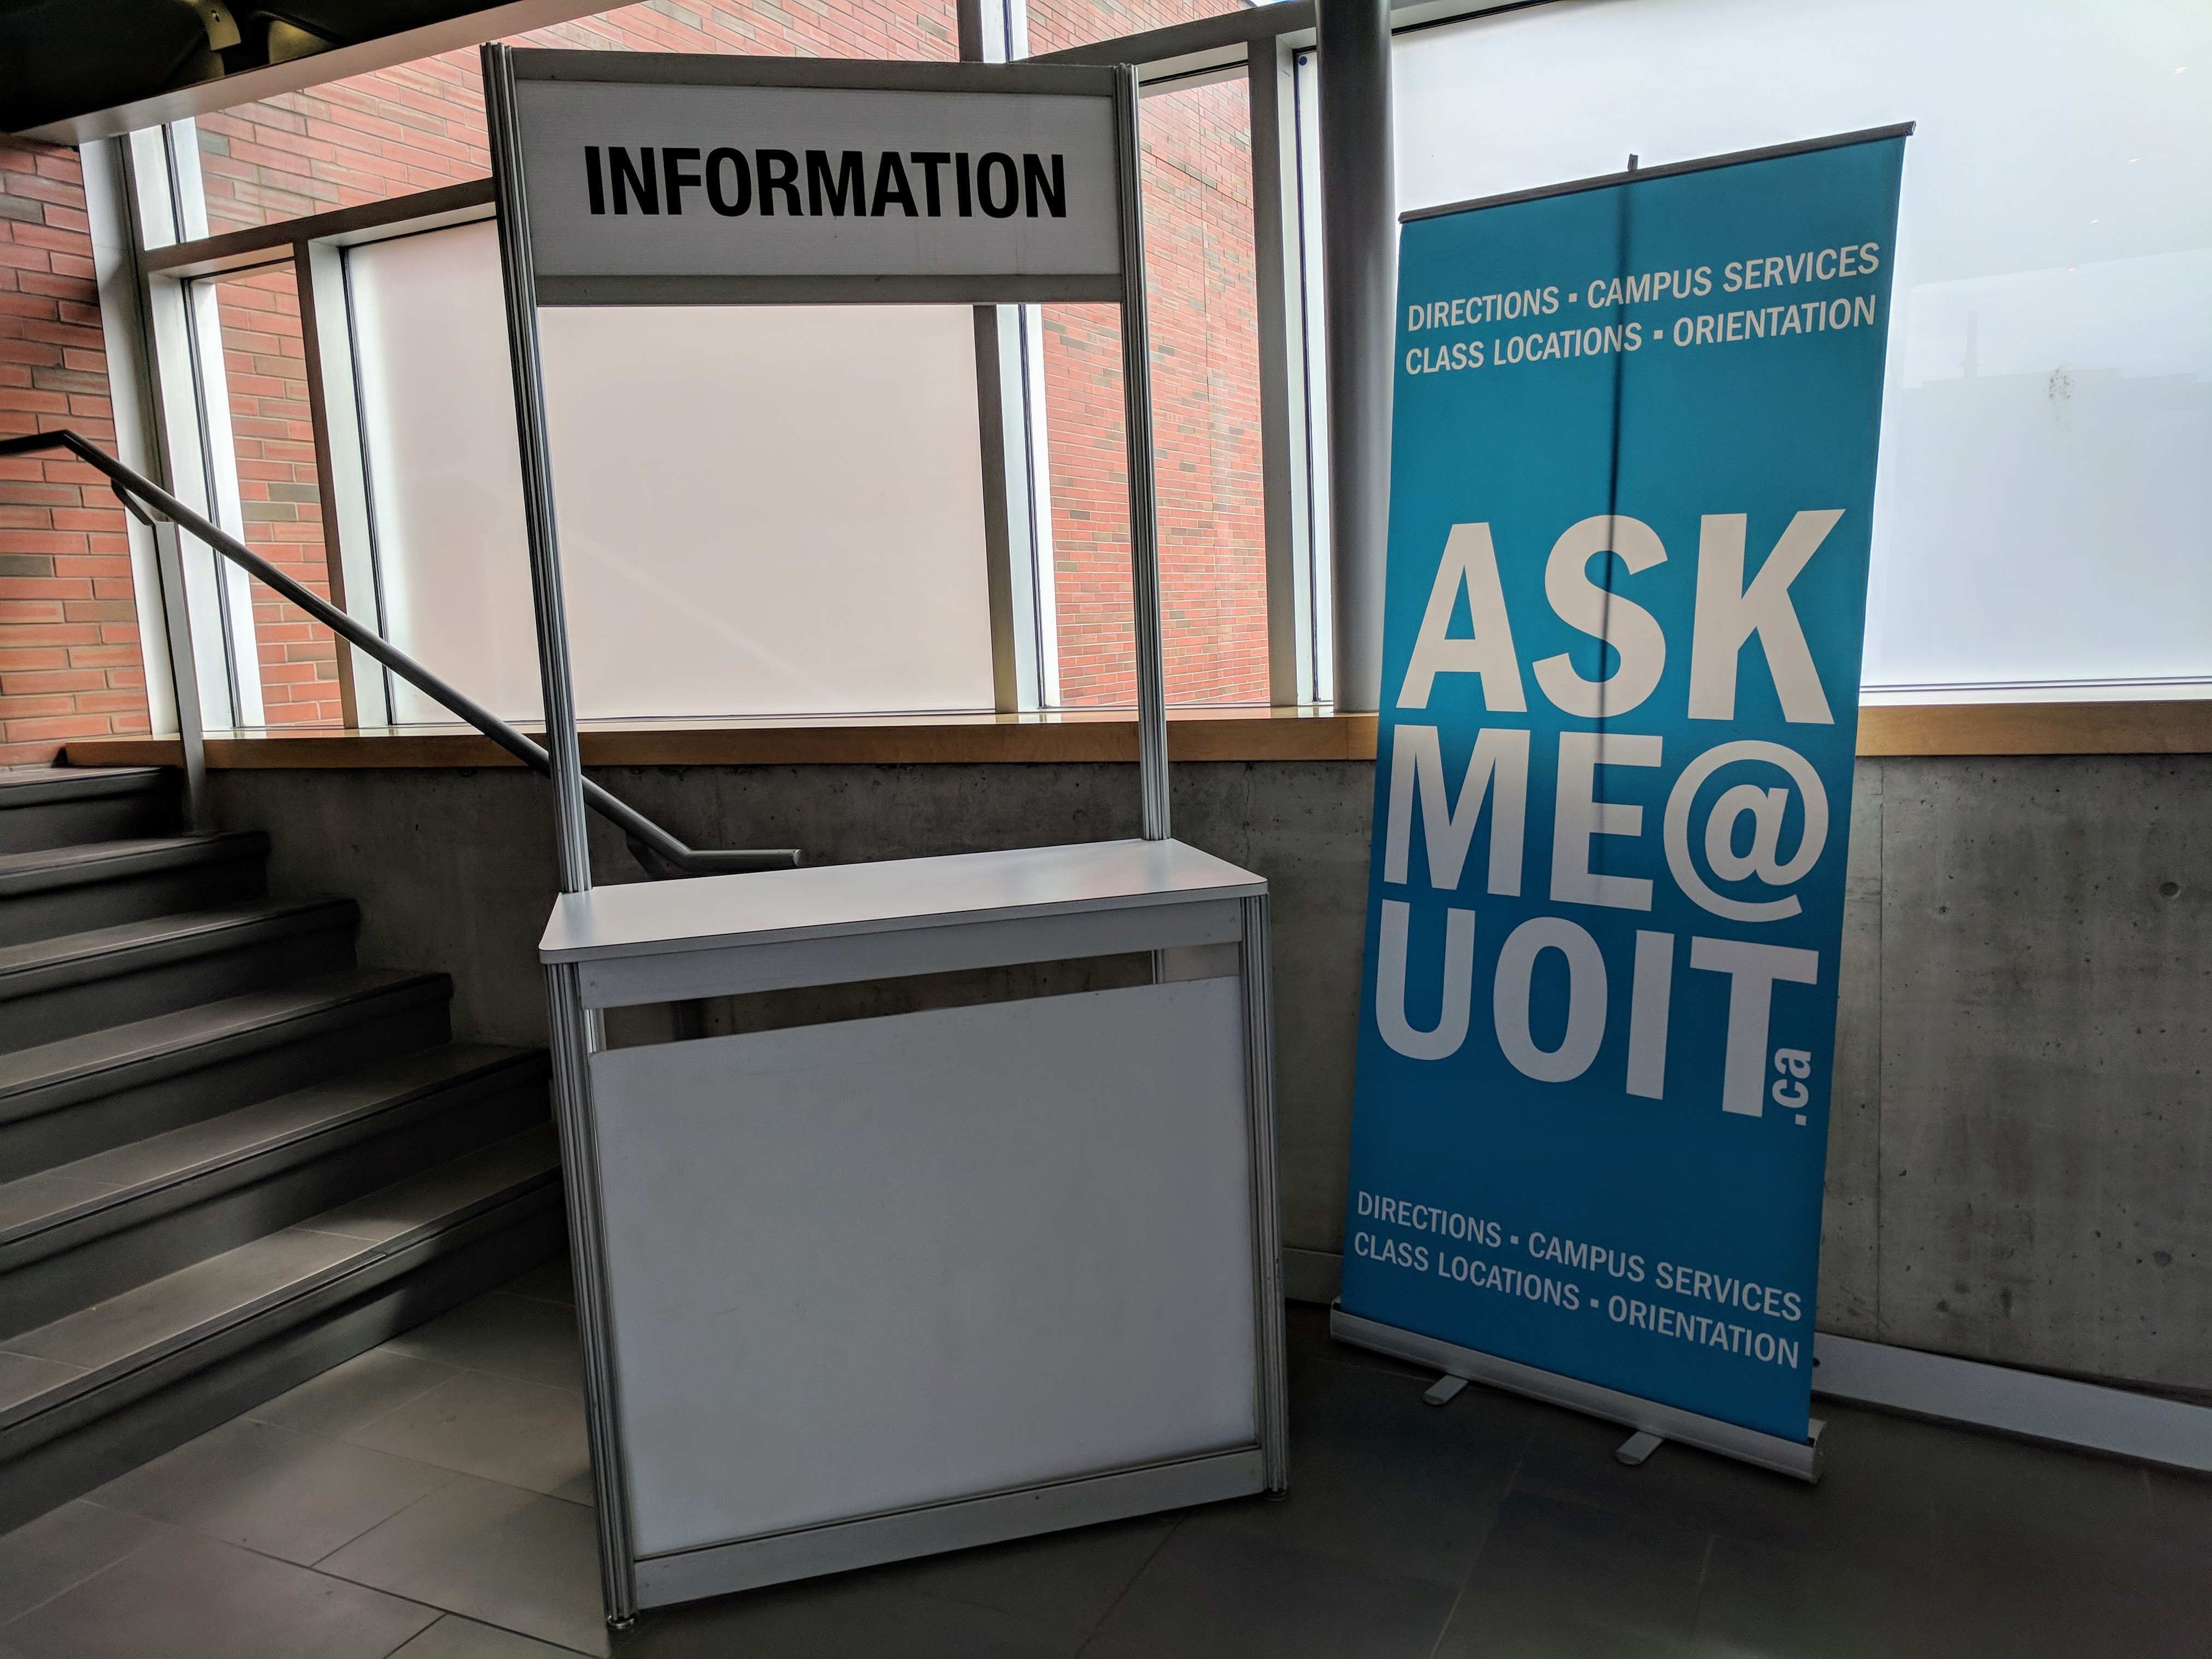 INFORMATION
DIRECTIONS ▪ CAMPUS SERVICES
CLASS LOCATIONS ▪ ORIENTATION
ASK
ME@
UOIT
.ca
DIRECTIONS ▪ CAMPUS SERVICES
CLASS LOCATIONS ▪ ORIENTATION